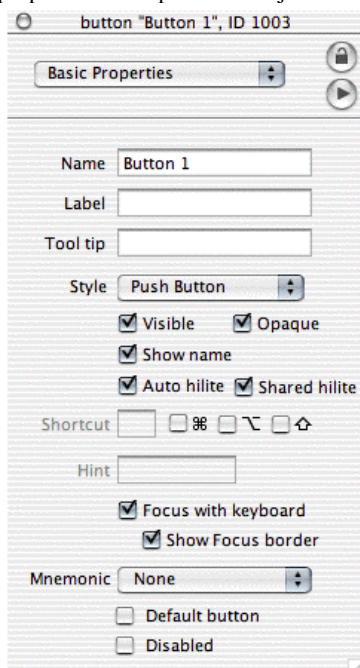 button "Button 1", ID 1003
Basic Properties
Name Button 1
Label
Tool tip
Style Push Button
Visible Opaque
Show name
Auto hilite Shared hilite
Shortcut ⌘ ⌥ ⇧
Hint
Focus with keyboard
Show Focus border
Mnemonic None
Default button
Disabled